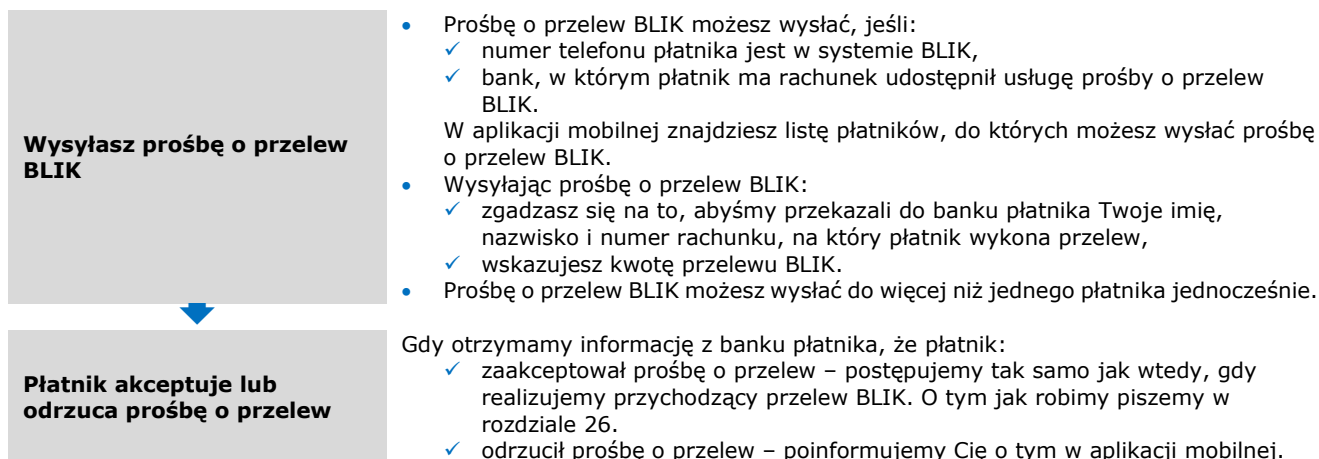 Wysyłasz prośbę o przelew
BLIK
• Prośbę o przelew BLIK możesz wysłać, jeśli:
✓ numer telefonu płatnika jest w systemie BLIK,
✓ bank, w którym płatnik ma rachunek udostępnił usługę prośby o przelew
BLIK.
W aplikacji mobilnej znajdziesz listę płatników, do których możesz wysłać prośbę
o przelew BLIK.
• Wysyłając prośbę o przelew BLIK:
✓ zgadzasz się na to, abyśmy przekazali do banku płatnika Twoje imię,
nazwisko i numer rachunku, na który płatnik wykona przelew,
✓ wskazujesz kwotę przelewu BLIK.
• Prośbę o przelew BLIK możesz wysłać do więcej niż jednego płatnika jednocześnie.
Płatnik akceptuje lub
odrzuca prośbę o przelew
Gdy otrzymamy informację z banku płatnika, że płatnik:
✓ zaakceptował prośbę o przelew – postępujemy tak samo jak wtedy, gdy
realizujemy przychodzący przelew BLIK. O tym jak robimy piszemy w
rozdziale 26.
✓ odrzucił prośbę o przelew – poinformujemy Cię o tym w aplikacji mobilnej.